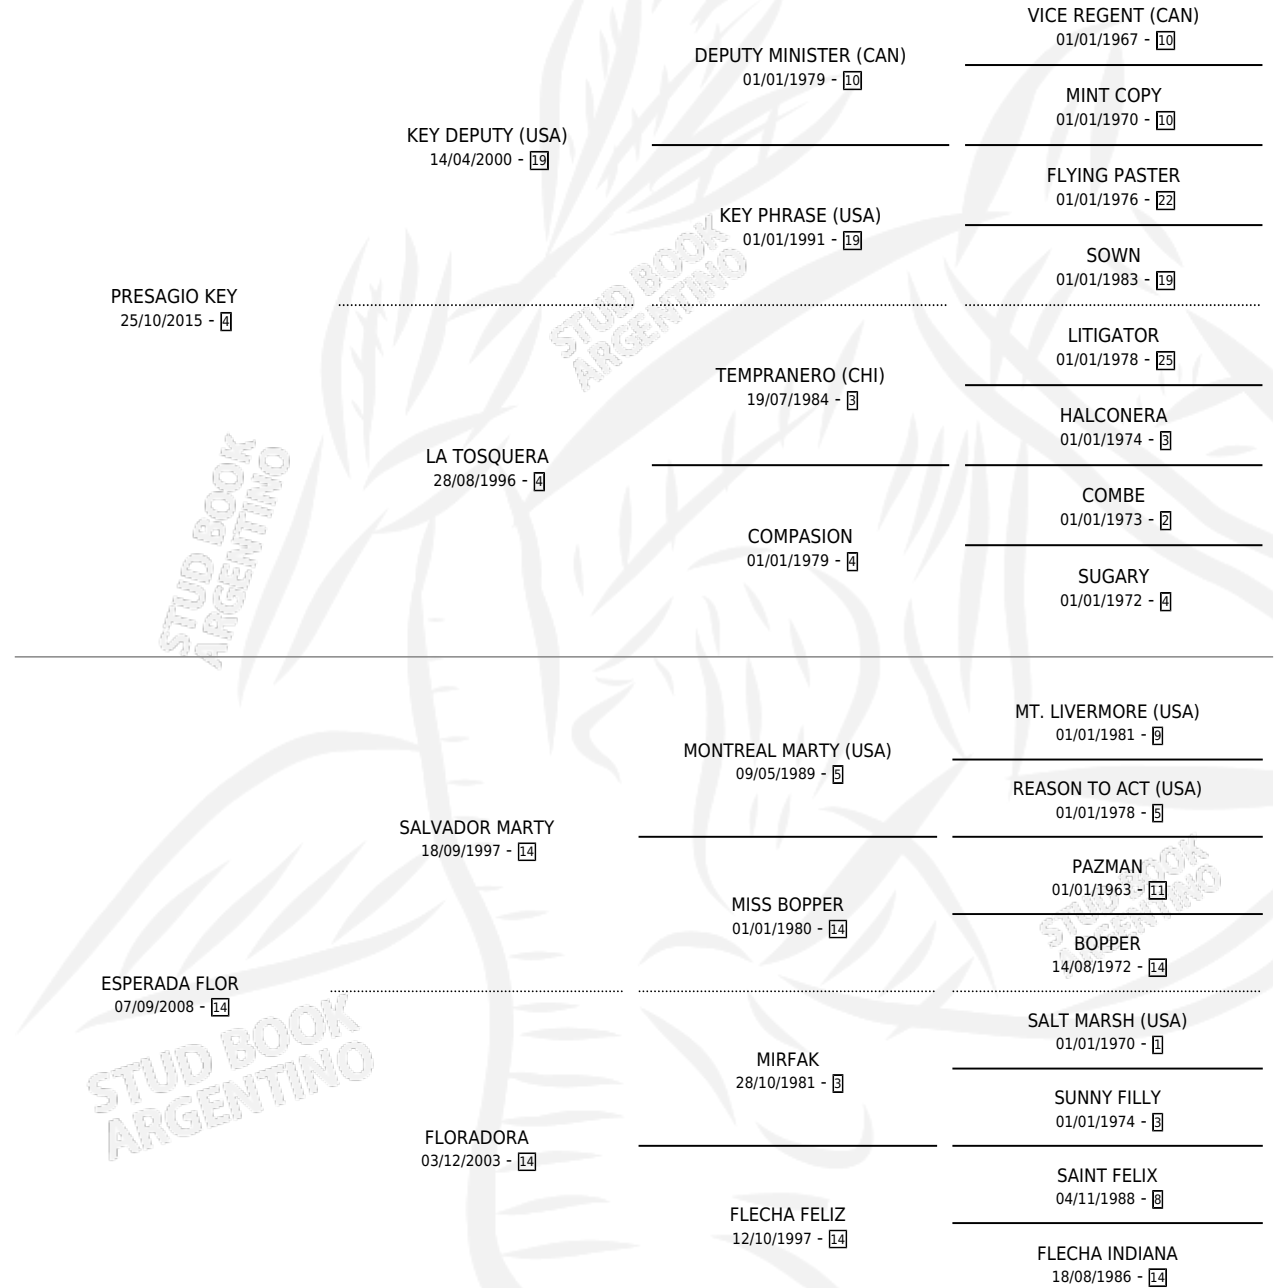 VICE REGENT (CAN)
01/01/1967 - 10
DEPUTY MINISTER (CAN)
01/01/1979 - 10
MINT COPY
01/01/1970 - 10
KEY DEPUTY (USA)
14/04/2000 - 19
FLYING PASTER
01/01/1976 - 22
KEY PHRASE (USA)
01/01/1991 - 19
SOWN
01/01/1983 - 19
PRESAGIO KEY
25/10/2015 - 4
LITIGATOR
01/01/1978 - 25
TEMPRANERO (CHI)
19/07/1984 - 3
HALCONERA
01/01/1974 - 3
LA TOSQUERA
28/08/1996 - 4
COMBE
01/01/1973 - 2
COMPASION
01/01/1979 - 4
SUGARY
01/01/1972 - 4
STUD BOOK
ARGENTINO
STUD BOOK
ARGENTINO
MT. LIVERMORE (USA)
01/01/1981 - 9
MONTREAL MARTY (USA)
09/05/1989 - 5
REASON TO ACT (USA)
01/01/1978 - 5
SALVADOR MARTY
18/09/1997 - 14
PAZMAN
01/01/1963 - 11
MISS BOPPER
01/01/1980 - 14
BOPPER
14/08/1972 - 14
ESPERADA FLOR
07/09/2008 - 14
SALT MARSH (USA)
01/01/1970 - 1
MIRFAK
28/10/1981 - 3
SUNNY FILLY
01/01/1974 - 3
FLORADORA
03/12/2003 - 14
SAINT FELIX
04/11/1988 - 8
FLECHA FELIZ
12/10/1997 - 14
FLECHA INDIANA
18/08/1986 - 14
STUD BOOK
ARGENTINO
STUD BOOK
ARGENTINO